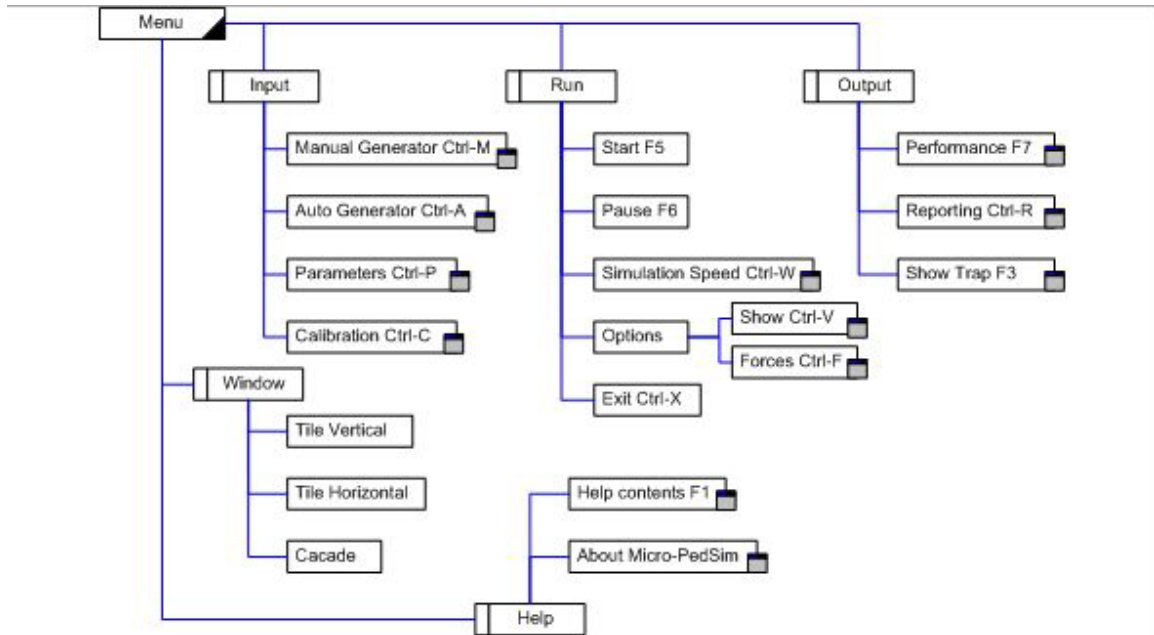 Menu
Input
Run
Output
Manual Generator Ctrl-M
Start F5
Performance F7
Auto Generator Ctrl-A
Pause F6
Reporting Ctrl-R
Parameters Ctrl-P
Simulation Speed Ctrl-W
Show Trap F3
Calibration Ctrl-C
Options
Show Ctrl-V
Forces Ctrl-F
Window
Exit Ctrl-X
Tile Vertical
Tile Horizontal
Help contents F1
Cacade
About Micro-PedSim
Help